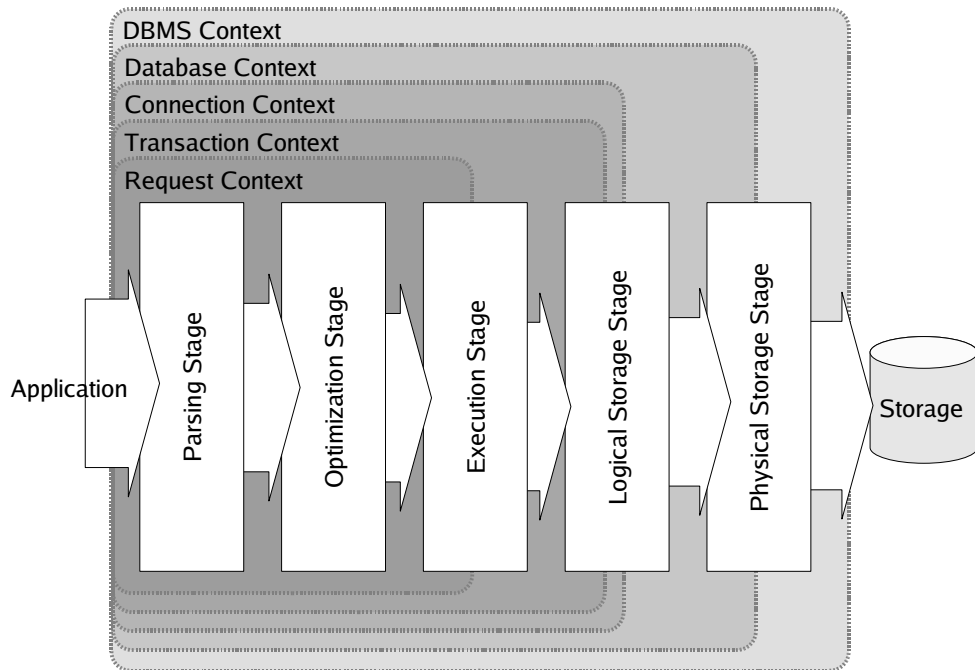 DBMS Context
Database Context
Connection Context
Transaction Context
Request Context
Application
Parsing Stage
Optimization Stage
Execution Stage
Logical Storage Stage
Physical Storage Stage
Storage